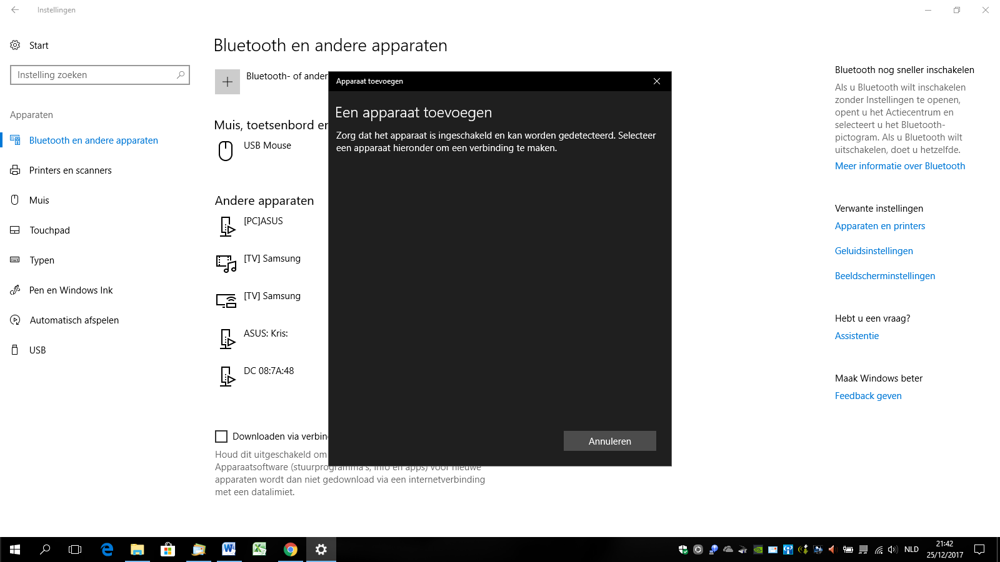 Instellingen
Start
Instelling zoeken
Apparaten
Bluetooth en andere apparaten
Printers en scanners
Muis
Touchpad
Typen
Pen en Windows Ink
Automatisch afspelen
USB
Bluetooth en andere apparaten
Bluetooth- of ander
Muis, toetsenbord en
USB Mouse
Andere apparaten
[PC]ASUS
[TV] Samsung
[TV] Samsung
ASUS: Kris:
DC 08:7A:48
Downloaden via verbin
Houd dit uitgeschakeld om
Apparaatsoftware (stuurprogramma's, info en apps) voor nieuwe
apparaten wordt dan niet gedownload via een internetverbinding
met een datalimiet.
Apparaat toevoegen
Een apparaat toevoegen
Zorg dat het apparaat is ingeschakeld en kan worden gedetecteerd. Selecteer
een apparaat hieronder om een verbinding te maken.
Annuleren
Bluetooth nog sneller inschakelen
Als u Bluetooth wilt inschakelen
zonder Instellingen te openen,
opent u het Actiecentrum en
selecteert u het Bluetooth-
pictogram. Als u Bluetooth wilt
uitschakelen, doet u hetzelfde.
Meer informatie over Bluetooth
Verwante instellingen
Apparaten en printers
Geluidsinstellingen
Beeldscherminstellingen
Hebt u een vraag?
Assistentie
Maak Windows beter
Feedback geven
NLD
21:42
25/12/2017